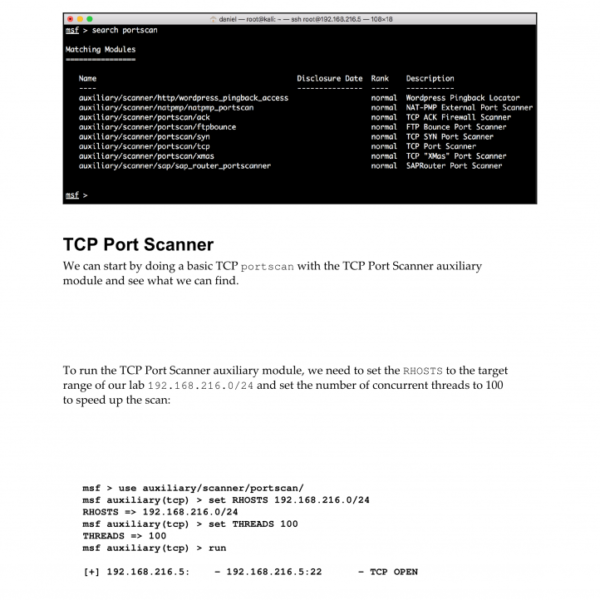 daniel — root@kali: ~ — ssh root@192.168.216.5 — 108×18
msf > search portscan
Matching Modules
================
Name Disclosure Date Rank Description
---- --------------- ---- -----------
auxiliary/scanner/http/wordpress_pingback_access normal Wordpress Pingback Locator
auxiliary/scanner/natpmp/natpmp_portscan normal NAT-PMP External Port Scanner
auxiliary/scanner/portscan/ack normal TCP ACK Firewall Scanner
auxiliary/scanner/portscan/ftpbounce normal FTP Bounce Port Scanner
auxiliary/scanner/portscan/syn normal TCP SYN Port Scanner
auxiliary/scanner/portscan/tcp normal TCP Port Scanner
auxiliary/scanner/portscan/xmas normal TCP "XMas" Port Scanner
auxiliary/scanner/sap/sap_router_portscanner normal SAPRouter Port Scanner
msf >
TCP Port Scanner
We can start by doing a basic TCP portscan with the TCP Port Scanner auxiliary
module and see what we can find.
To run the TCP Port Scanner auxiliary module, we need to set the RHOSTS to the target
range of our lab 192.168.216.0/24 and set the number of concurrent threads to 100
to speed up the scan:
msf > use auxiliary/scanner/portscan/
msf auxiliary(tcp) > set RHOSTS 192.168.216.0/24
RHOSTS => 192.168.216.0/24
msf auxiliary(tcp) > set THREADS 100
THREADS => 100
msf auxiliary(tcp) > run
[+] 192.168.216.5: - 192.168.216.5:22 - TCP OPEN